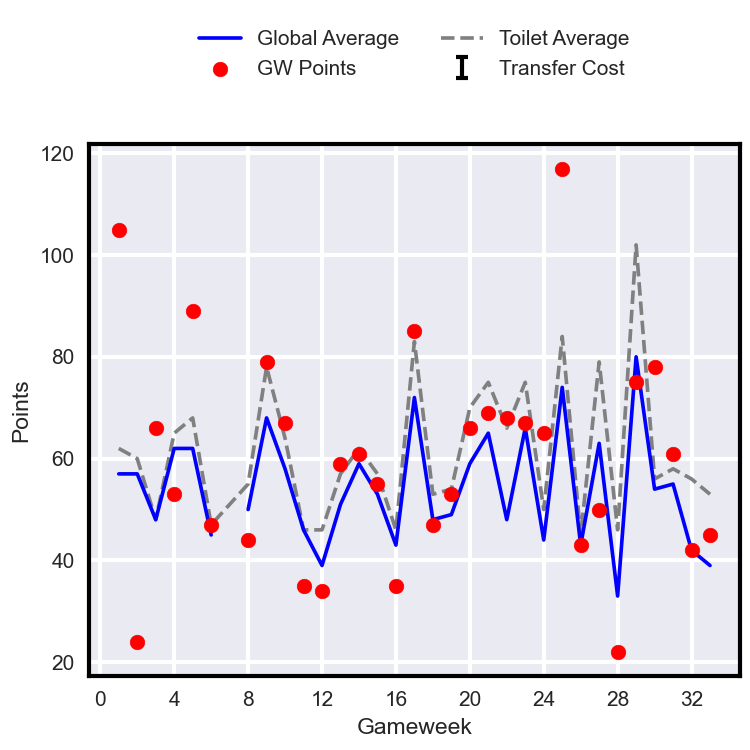 Global Average
Toilet Average
GW Points
Transfer Cost
120
100
80
60
40
20
Points
0 4 8 12 16 20 24 28 32
Gameweek